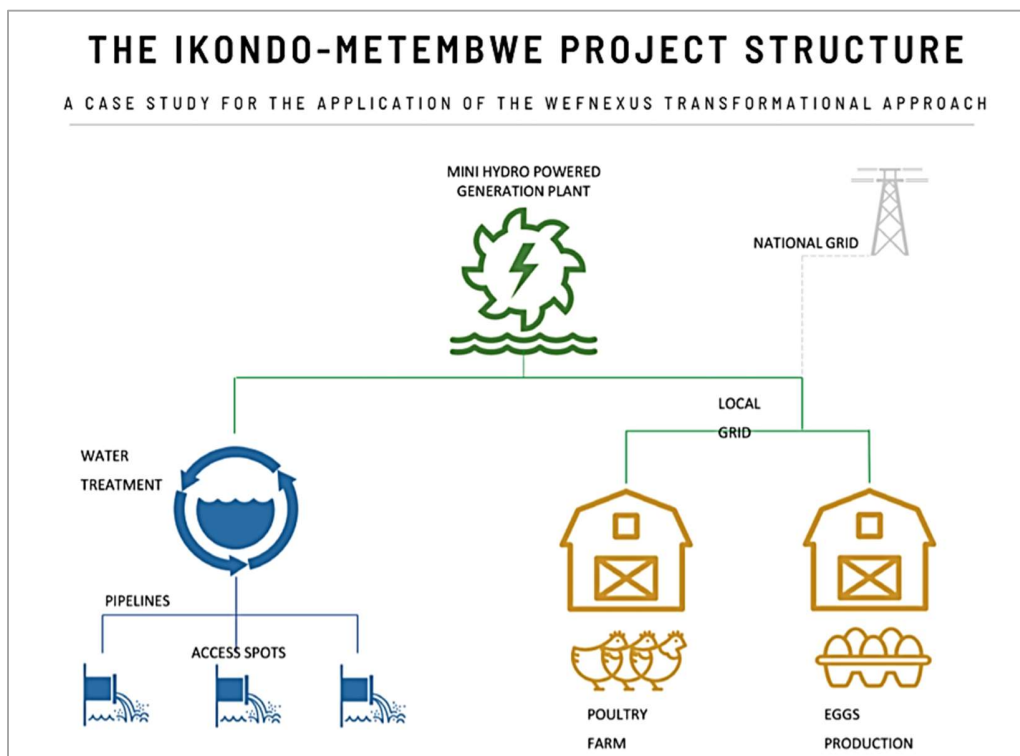 THE IKONDO-METEMBWE PROJECT STRUCTURE
A CASE STUDY FOR THE APPLICATION OF THE WEFNEXUS TRANSFORMATIONAL APPROACH
MINI HYDRO POWERED
GENERATION PLANT
NATIONAL GRID
LOCAL
GRID
WATER
TREATMENT
PIPELINES
ACCESS SPOTS
POULTRY
FARM
EGGS
PRODUCTION